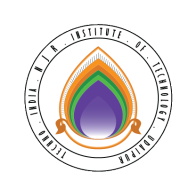 TECHNO INDIA . N J R . INSTITUTE . OF . TECHNOLOGY . UDAIPUR